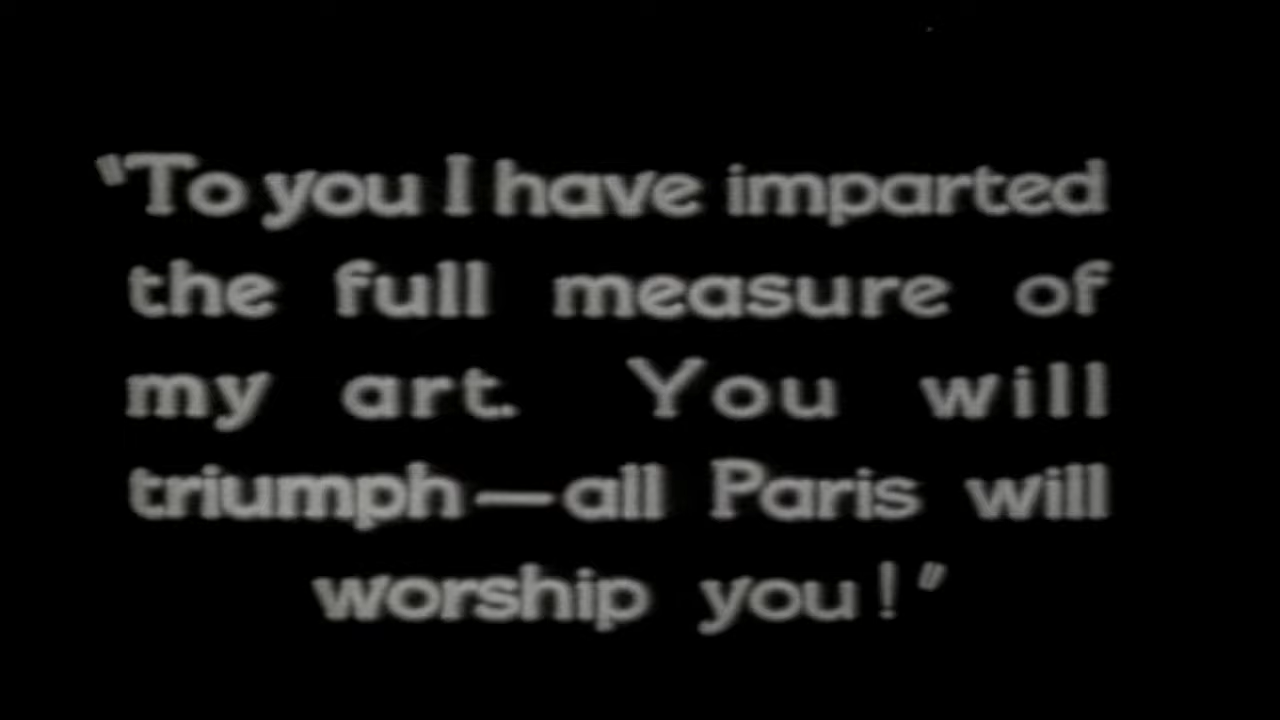 "To you I have imparted
the full measure of
my art. You will
triumph—all Paris will
worship you!"